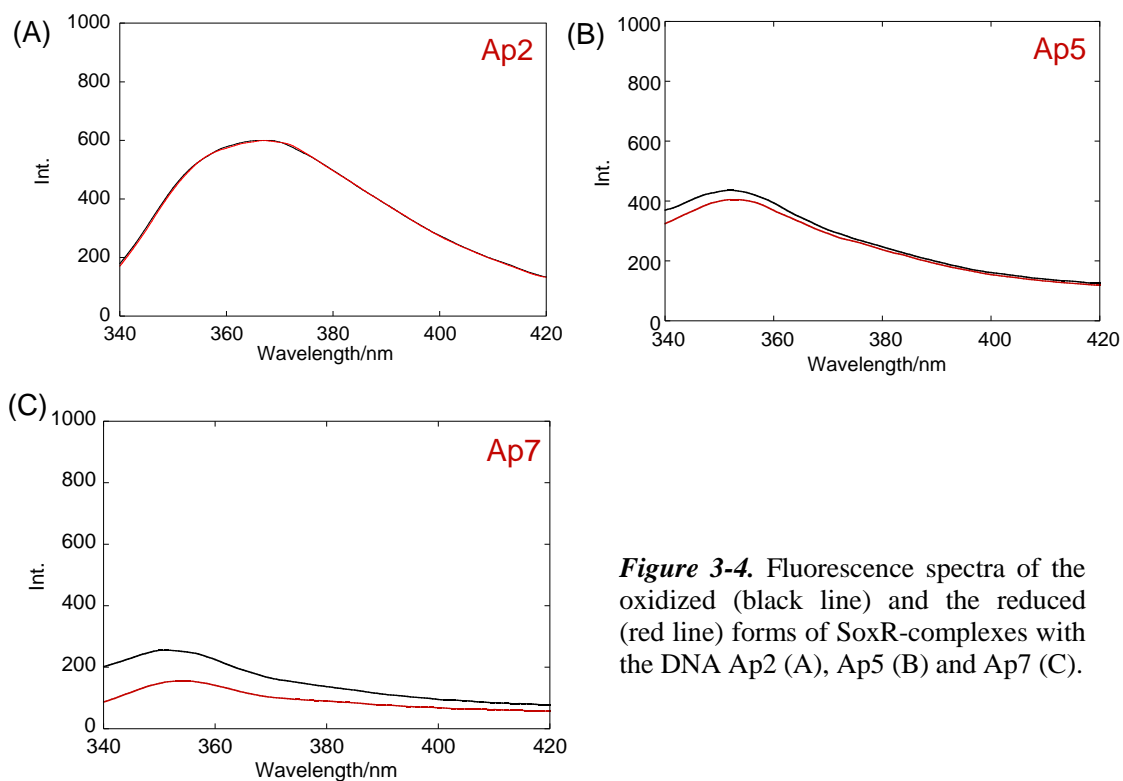 (A)
Ap2
1000
800
600
400
200
0
Int.
340 360 380 400 420
Wavelength/nm
(B)
Ap5
1000
800
600
400
200
0
Int.
340 360 380 400 420
Wavelength/nm
(C)
Ap7
1000
800
600
400
200
0
Int.
340 360 380 400 420
Wavelength/nm
Figure 3-4. Fluorescence spectra of the
oxidized (black line) and the reduced
(red line) forms of SoxR-complexes with
the DNA Ap2 (A), Ap5 (B) and Ap7 (C).